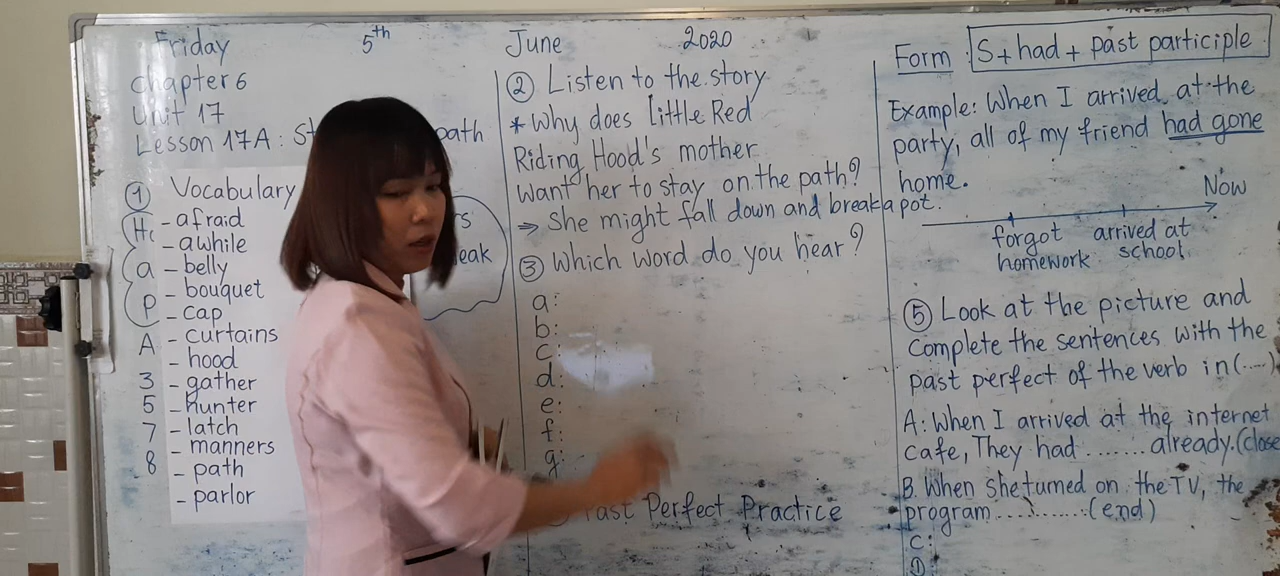 Friday 5th June 2020
Chapter 6
Unit 17
Lesson 17A : St path
① Vocabulary
- afraid
- awhile
- belly
- bouquet
- cap
- curtains
- hood
- gather
- hunter
- latch
- manners
- path
- parlor
a
P
A
3
5
7
8
eak
② Listen to the story
* Why does Little Red
Riding Hood's mother
want her to stay on the path?
→ She might fall down and break a pot.
③ Which word do you hear?
a:
b:
c:
d:
e:
f:
g:
Past Perfect Practice
Form : S + had + past participle
Example: When I arrived at the
party, all of my friend had gone
home.
Now
forgot arrived at
homework school
⑤ Look at the picture and
complete the sentences with the
past perfect of the verb in (....)
A: When I arrived at the internet
cafe, They had ....... already. (close
B. When she turned on the TV, the
program ............ (end)
C: